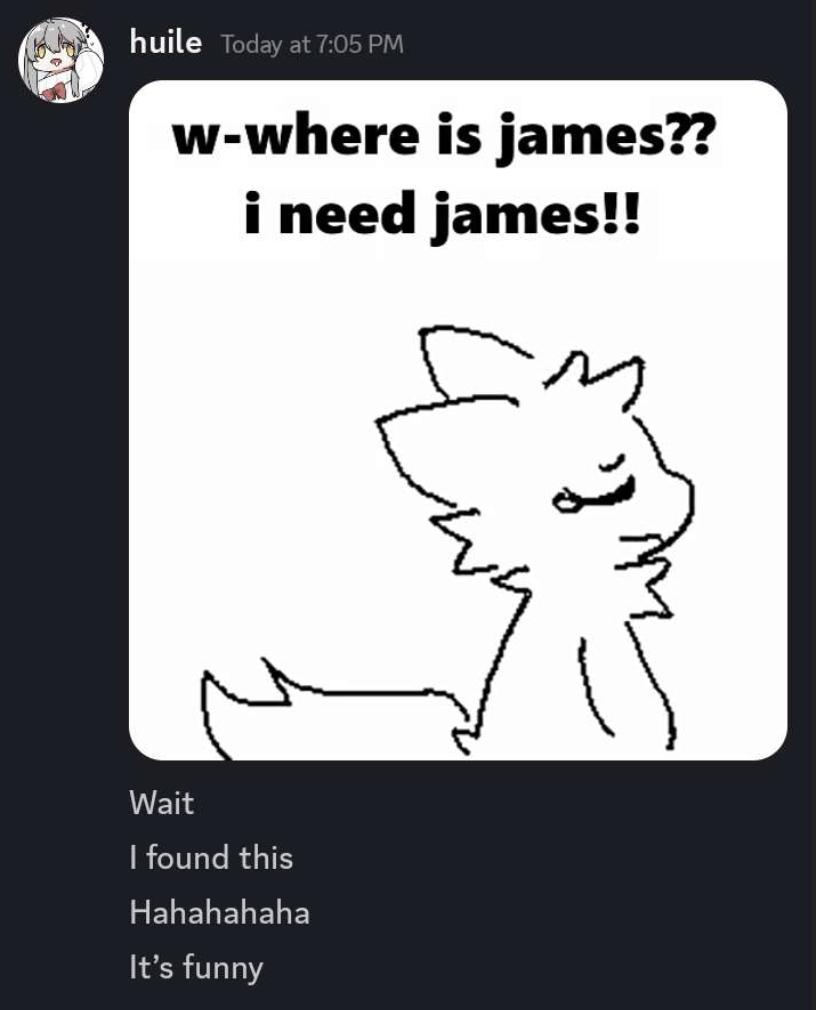 huile Today at 7:05 PM
w-where is james??
i need james!!
Wait
I found this
Hahahahaha
It’s funny